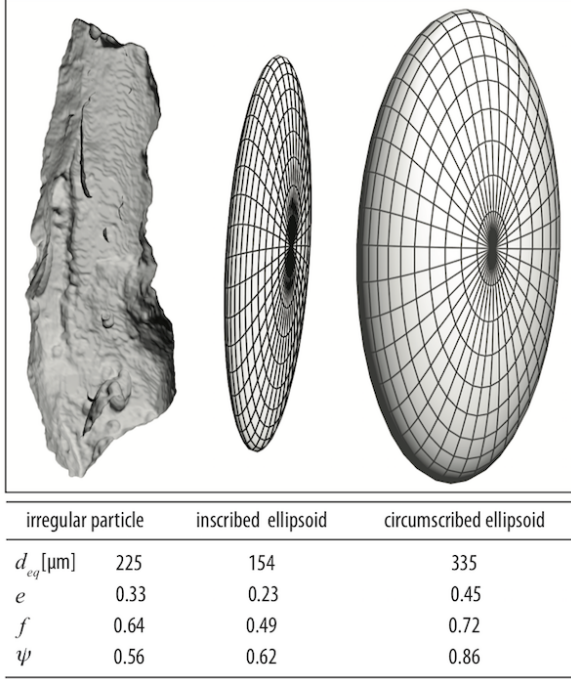 irregular particle inscribed ellipsoid circumscribed ellipsoid
d_eq [μm] 225 154 335
e 0.33 0.23 0.45
f 0.64 0.49 0.72
ψ 0.56 0.62 0.86